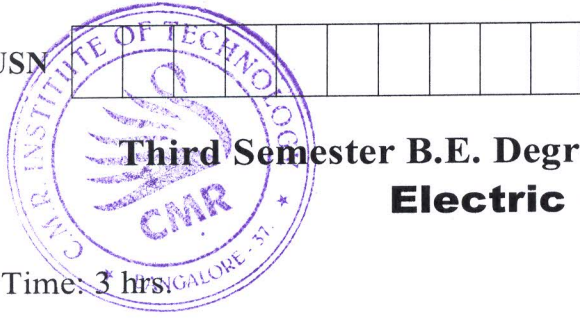 USN
CMR INSTITUTE OF TECHNOLOGY
Third Semester B.E. Degr
CMR
Electric
* BANGALORE - 37. *
Time: 3 hrs.